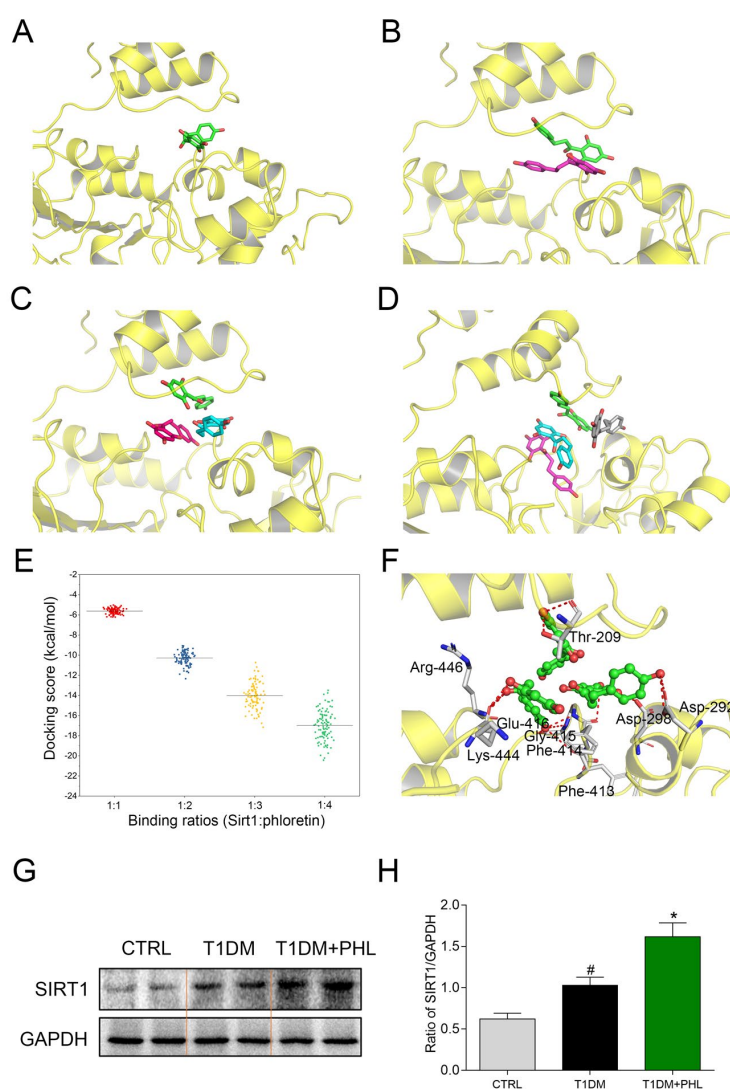 A
B
C
D
E
Docking score (kcal/mol)
-2
-4
-6
-8
-10
-12
-14
-16
-18
-20
-22
-24
1:1 1:2 1:3 1:4
Binding ratios (Sirt1:phloretin)
F
Thr-209
Arg-446
Glu-416
Gly-415
Phe-414
Lys-444
Asp-298
Asp-292
Phe-413
G
CTRL T1DM T1DM+PHL
SIRT1
GAPDH
H
Ratio of SIRT1/GAPDH
2.0
1.5
1.0
0.5
0.0
#
*
CTRL T1DM T1DM+PHL